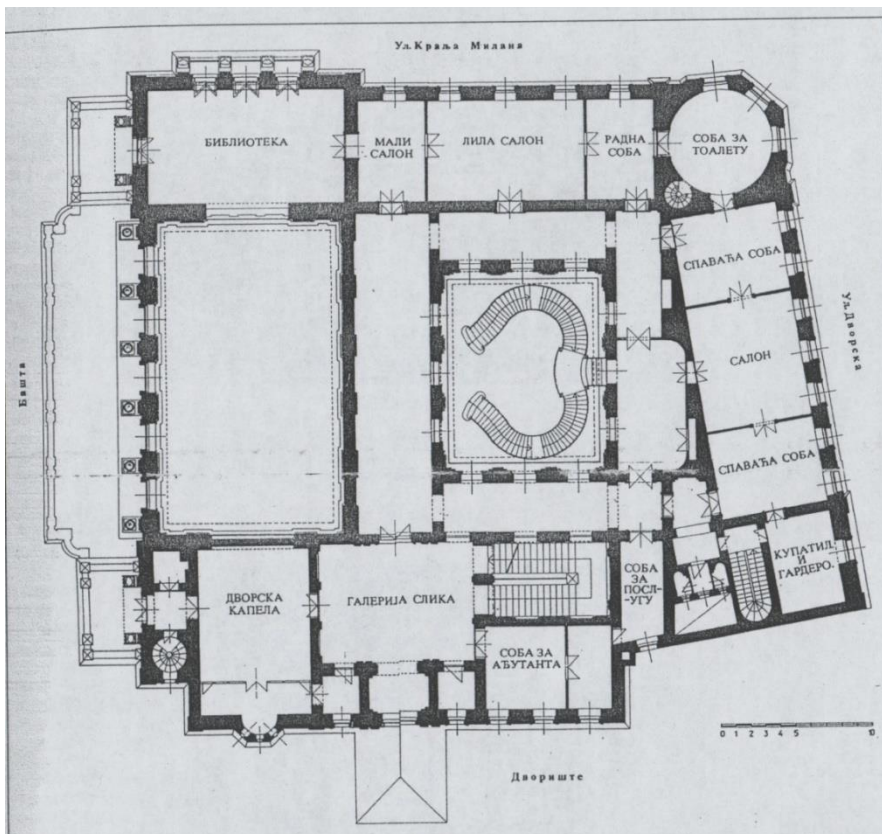 Ул. Краља Милана
БИБЛИОТЕКА
МАЛИ
САЛОН
ЛИЛА САЛОН
РАДНА
СОБА
СОБА ЗА
ТОАЛЕТУ
СПАВАЋА СОБА
Ул. Дворска
Башта
САЛОН
СПАВАЋА СОБА
КУПАТИЛ.
И
ГАРДЕРО.
ДВОРСКА
КАПЕЛА
ГАЛЕРИЈА СЛИКА
СОБА
ЗА
ПОСЛ-
-УГУ
СОБА ЗА
АЂУТАНТА
0 1 2 3 4 5 10
Двориште